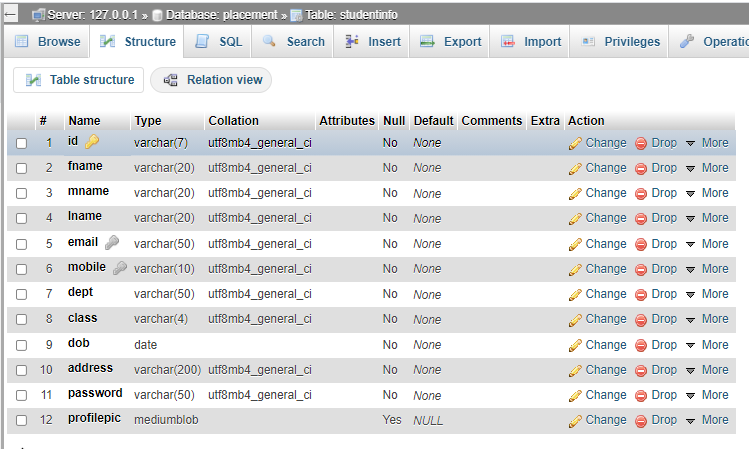 Server: 127.0.0.1 » Database: placement » Table: studentinfo
Browse Structure SQL Search Insert Export Import Privileges Operatio
Table structure Relation view
# Name Type Collation Attributes Null Default Comments Extra Action
1 id varchar(7) utf8mb4_general_ci No None Change Drop More
2 fname varchar(20) utf8mb4_general_ci No None Change Drop More
3 mname varchar(20) utf8mb4_general_ci No None Change Drop More
4 lname varchar(20) utf8mb4_general_ci No None Change Drop More
5 email varchar(50) utf8mb4_general_ci No None Change Drop More
6 mobile varchar(10) utf8mb4_general_ci No None Change Drop More
7 dept varchar(50) utf8mb4_general_ci No None Change Drop More
8 class varchar(4) utf8mb4_general_ci No None Change Drop More
9 dob date No None Change Drop More
10 address varchar(200) utf8mb4_general_ci No None Change Drop More
11 password varchar(50) utf8mb4_general_ci No None Change Drop More
12 profilepic mediumblob Yes NULL Change Drop More